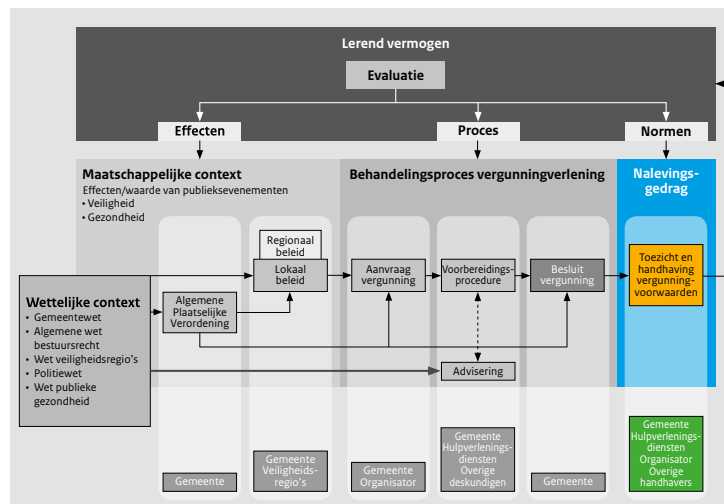 Lerend vermogen
Evaluatie
Effecten
Proces
Normen
Maatschappelijke context
Effecten/waarde van publieksevenementen
• Veiligheid
• Gezondheid
Behandelingsproces vergunningverlening
Nalevings-
gedrag
Regionaal
beleid
Lokaal
beleid
Aanvraag
vergunning
Voorbereidings-
procedure
Besluit
vergunning
Toezicht en
handhaving
vergunning-
voorwaarden
Wettelijke context
• Gemeentewet
• Algemene wet
bestuursrecht
• Wet veiligheidsregio's
• Politiewet
• Wet publieke
gezondheid
Algemene
Plaatselijke
Verordening
Advisering
Gemeente
Gemeente
Veiligheids-
regio's
Gemeente
Organisator
Gemeente
Hulpverlenings-
diensten
Overige
deskundigen
Gemeente
Gemeente
Hulpverlenings-
diensten
Organisator
Overige
handhavers